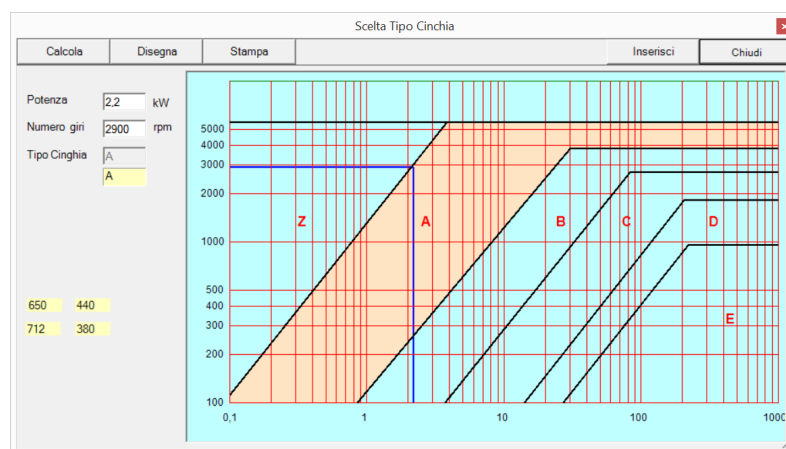 Scelta Tipo Cinchia
Calcola Disegna Stampa Inserisci Chiudi
Potenza 2,2 kW
Numero giri 2900 rpm
Tipo Cinghia A
A
650 440
712 380
5000
4000
3000
2000
1000
500
400
300
200
100
Z A B C D
E
0,1 1 10 100 1000